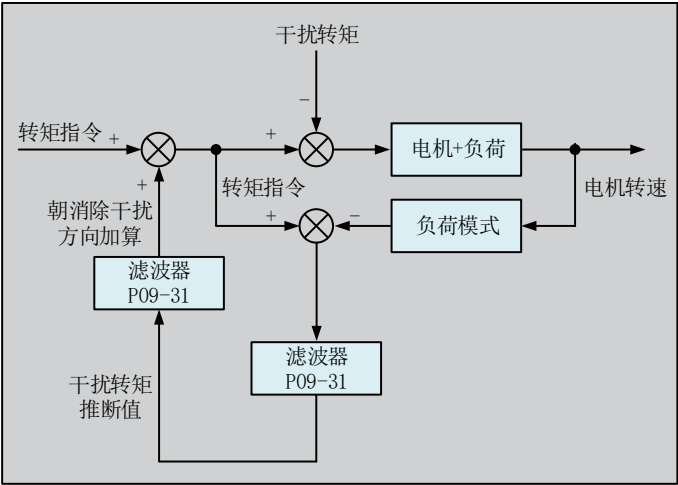 干扰转矩
−
转矩指令
+
+
电机+负荷
+
转矩指令
电机转速
朝消除干扰
方向加算
+
−
负荷模式
滤波器
P09-31
滤波器
P09-31
干扰转矩
推断值